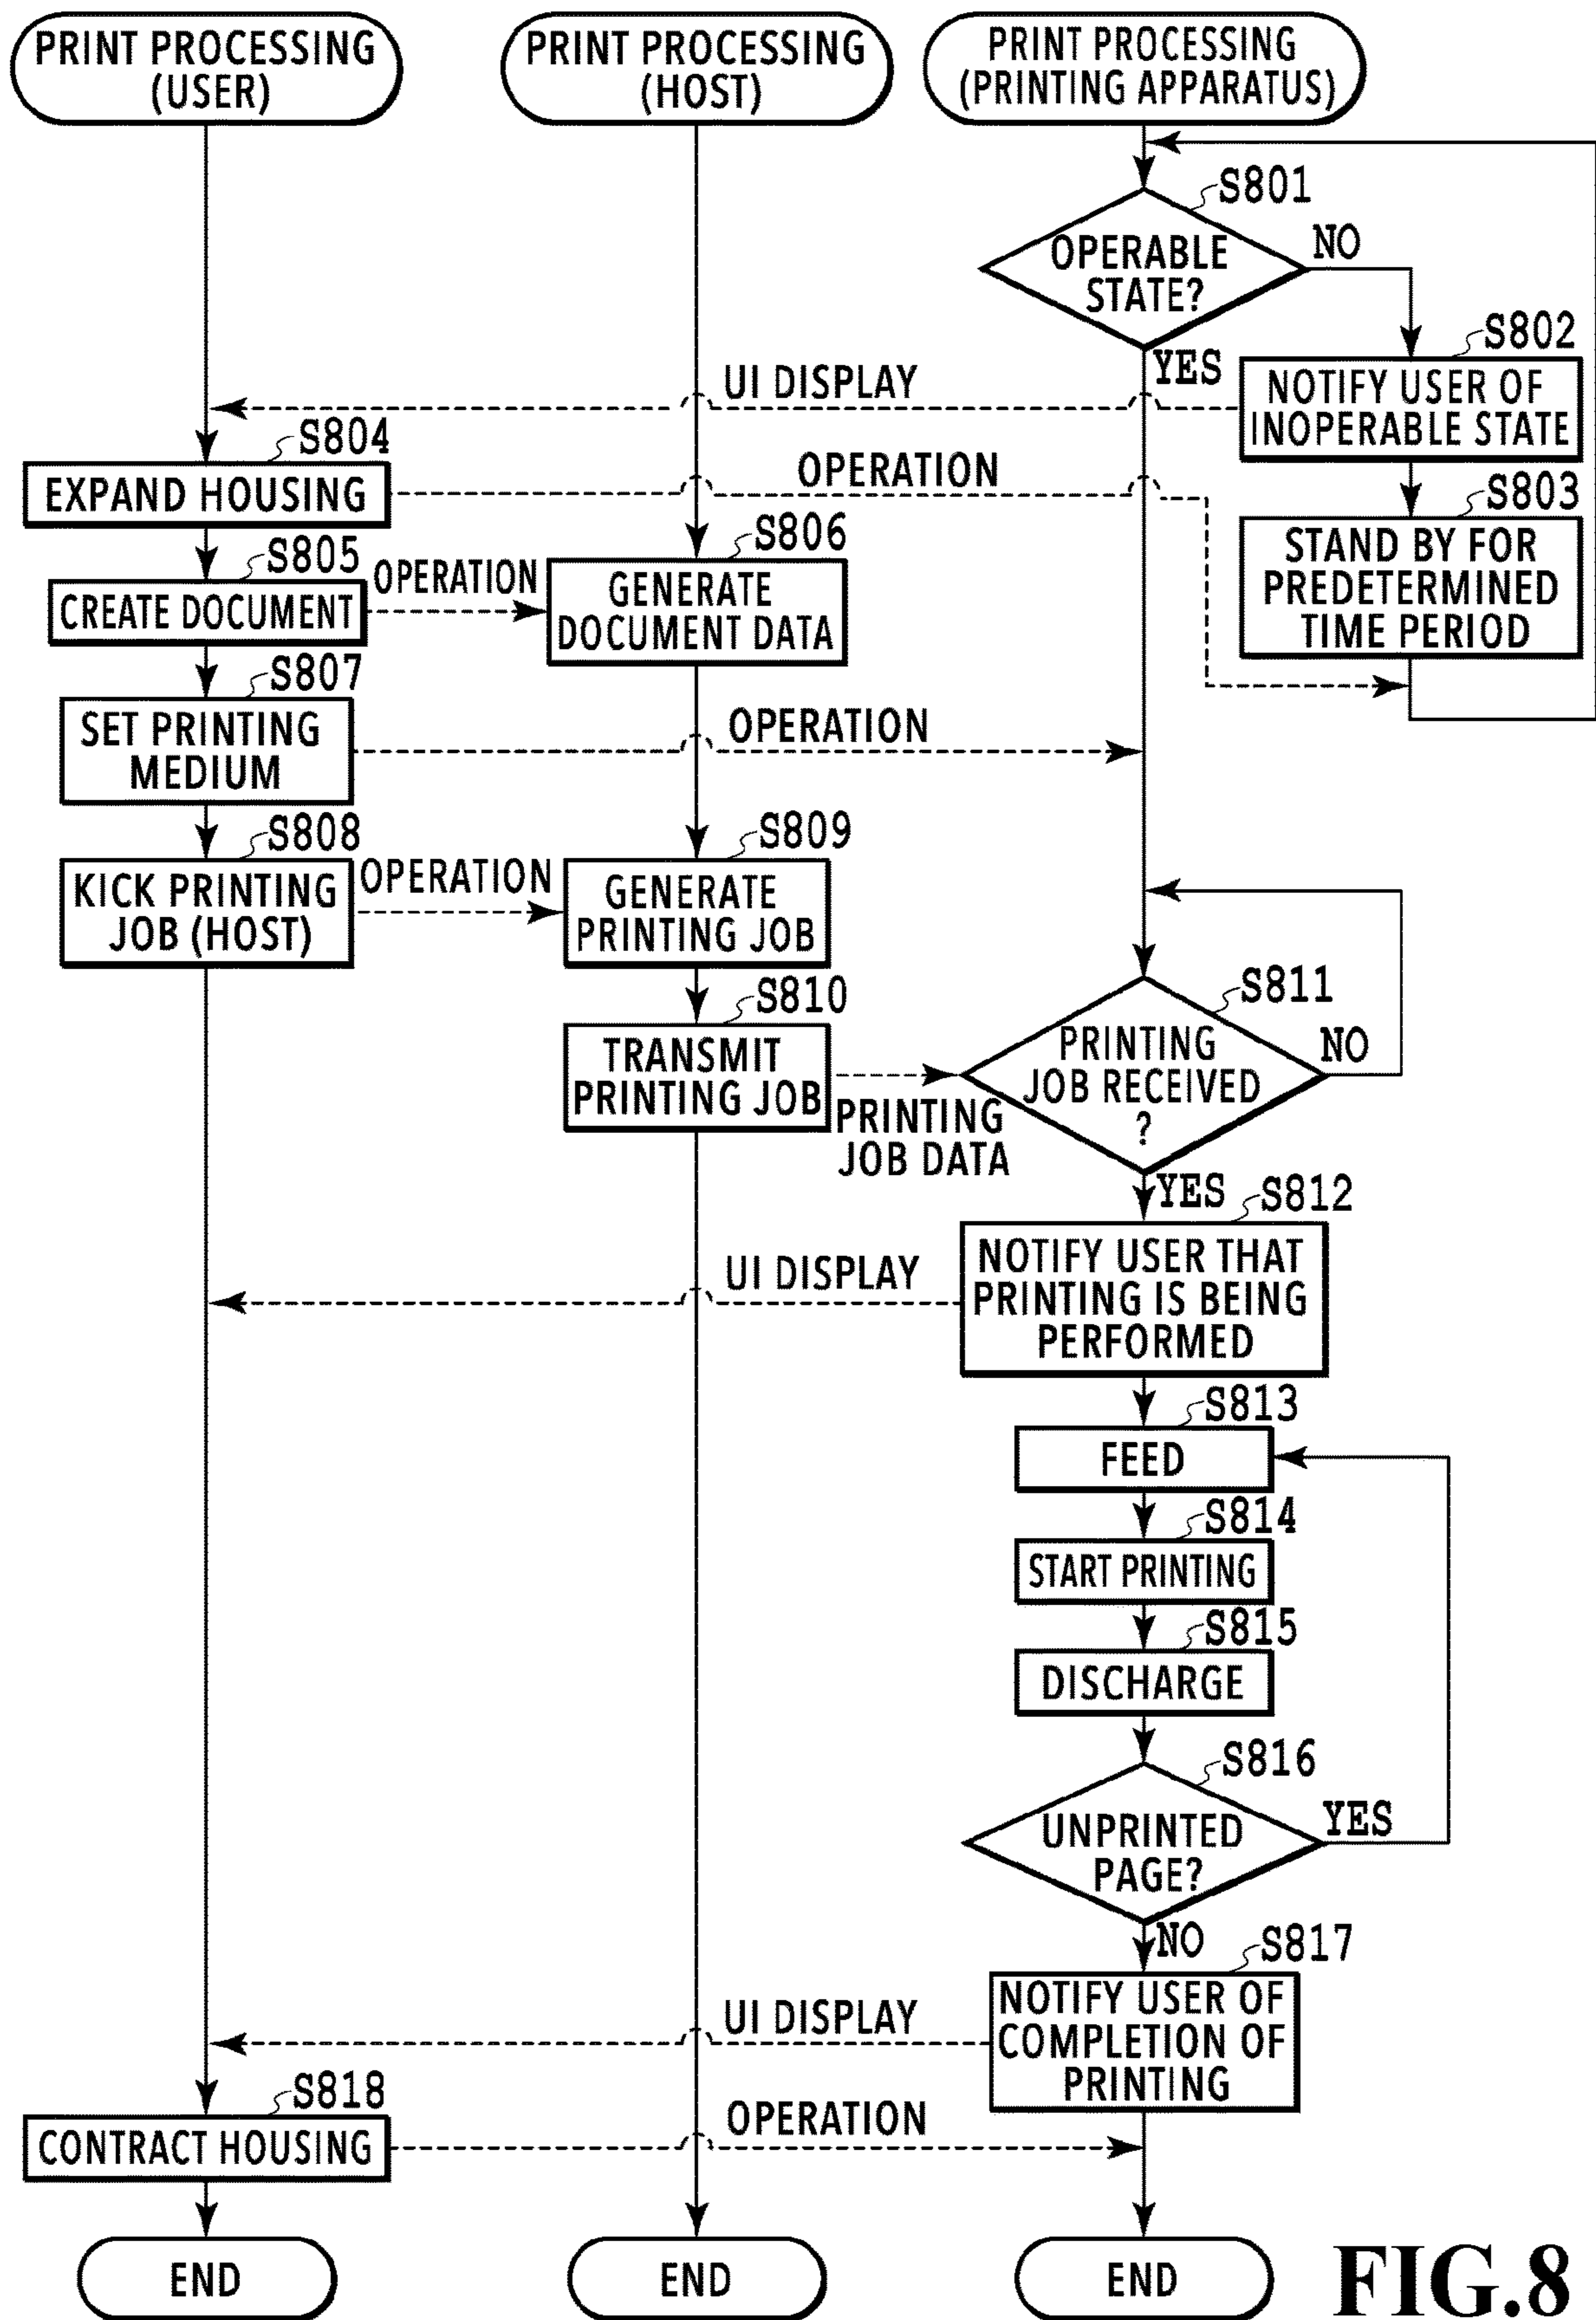 PRINT PROCESSING
(USER)
PRINT PROCESSING
(HOST)
PRINT PROCESSING
(PRINTING APPARATUS)
S801
OPERABLE
STATE?
NO
YES
S802
NOTIFY USER OF
INOPERABLE STATE
UI DISPLAY
S804
EXPAND HOUSING
OPERATION
S803
STAND BY FOR
PREDETERMINED
TIME PERIOD
S805
CREATE DOCUMENT
OPERATION
S806
GENERATE
DOCUMENT DATA
S807
SET PRINTING
MEDIUM
OPERATION
S808
KICK PRINTING
JOB (HOST)
OPERATION
S809
GENERATE
PRINTING JOB
S810
TRANSMIT
PRINTING JOB
PRINTING
JOB DATA
S811
PRINTING
JOB RECEIVED
?
NO
YES
S812
NOTIFY USER THAT
PRINTING IS BEING
PERFORMED
UI DISPLAY
S813
FEED
S814
START PRINTING
S815
DISCHARGE
S816
UNPRINTED
PAGE?
YES
NO
S817
NOTIFY USER OF
COMPLETION OF
PRINTING
UI DISPLAY
S818
CONTRACT HOUSING
OPERATION
END
END
END
FIG.8